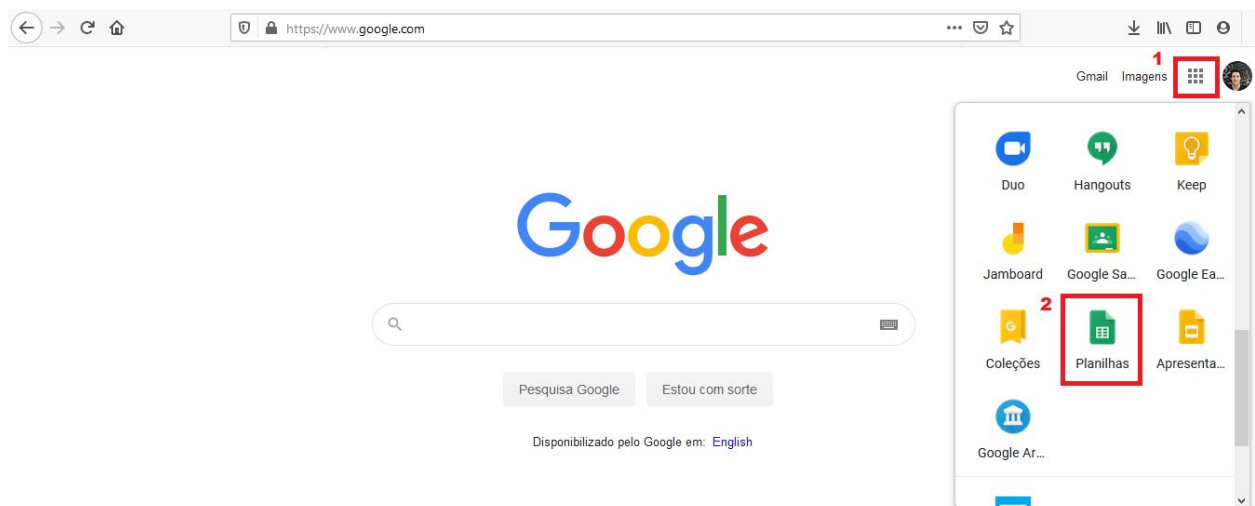 https://www.google.com
1
Gmail Imagens
Duo Hangouts Keep
Google
Jamboard Google Sa... Google Ea...
2
G
Coleções Planilhas Apresenta...
Pesquisa Google Estou com sorte
Disponibilizado pelo Google em: English
Google Ar...